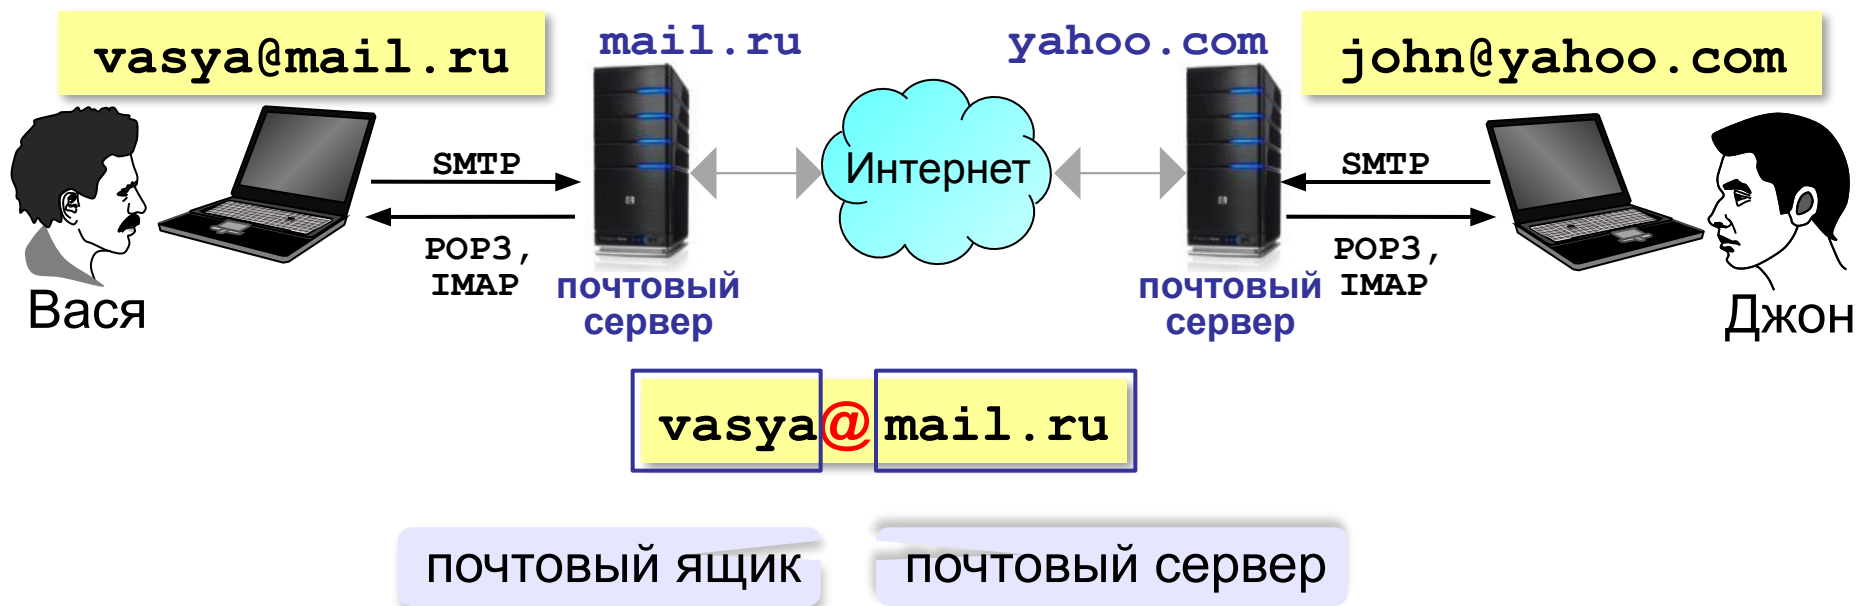 vasya@mail.ru
mail.ru
yahoo.com
john@yahoo.com
SMTP
Интернет
SMTP
POP3,
IMAP
почтовый
сервер
почтовый
сервер
POP3,
IMAP
Вася
Джон
vasya@mail.ru
почтовый ящик
почтовый сервер